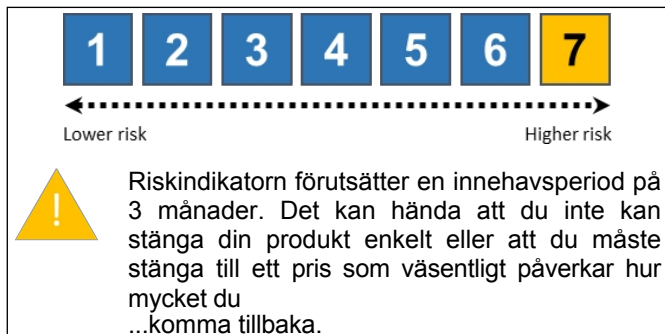 1 2 3 4 5 6 7
Lower risk Higher risk
!
Riskindikatorn förutsätter en innehavsperiod på
3 månader. Det kan hända att du inte kan
stänga din produkt enkelt eller att du måste
stänga till ett pris som väsentligt påverkar hur
mycket du
...komma tillbaka.